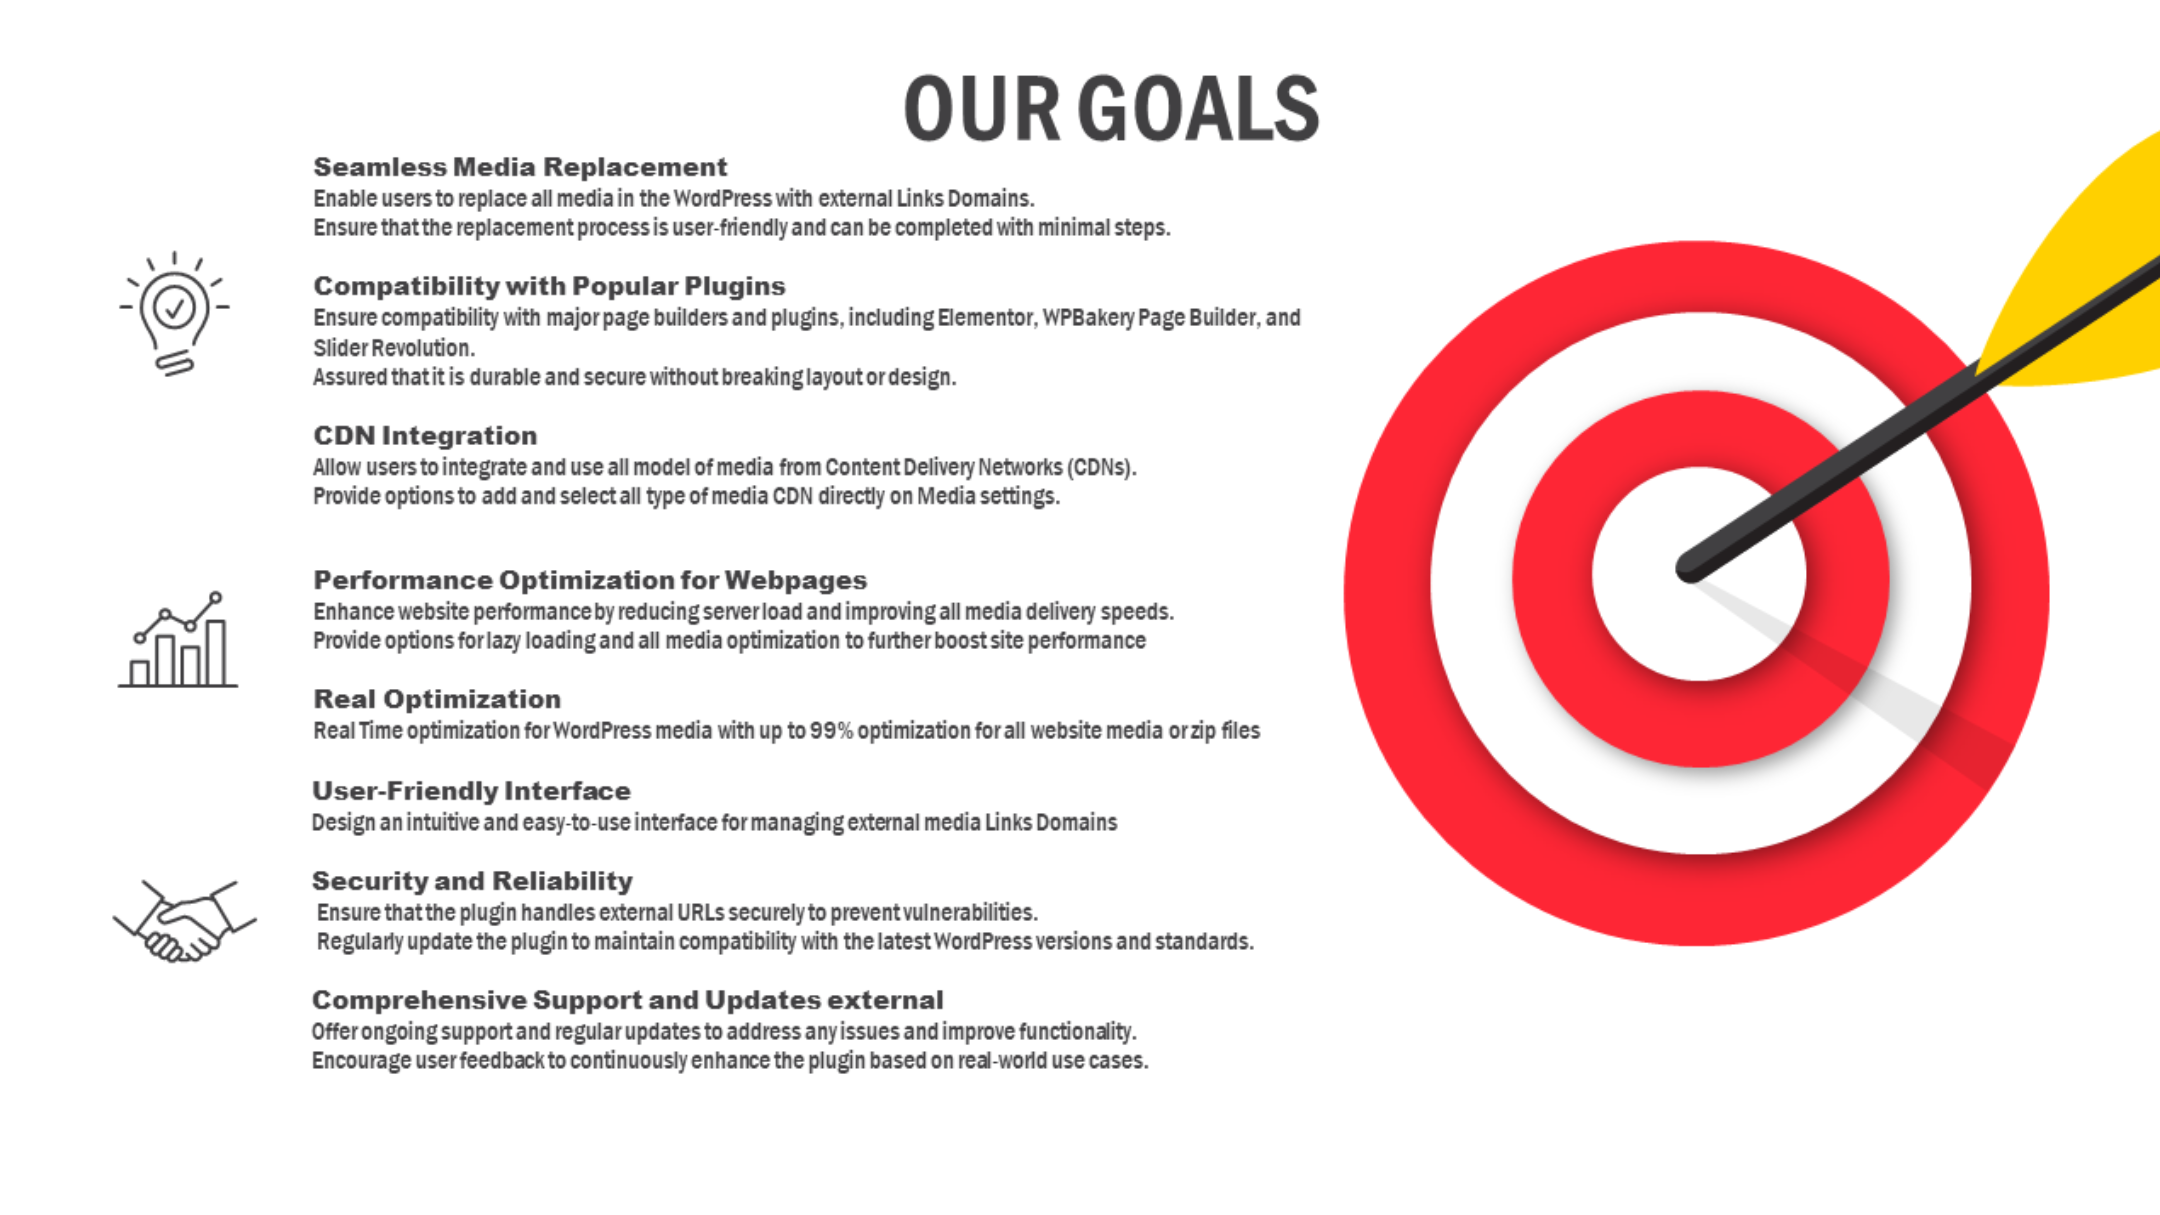 OUR GOALS
Seamless Media Replacement
Enable users to replace all media in the WordPress with external Links Domains.
Ensure that the replacement process is user-friendly and can be completed with minimal steps.
Compatibility with Popular Plugins
Ensure compatibility with major page builders and plugins, including Elementor, WPBakery Page Builder, and
Slider Revolution.
Assured that it is durable and secure without breaking layout or design.
CDN Integration
Allow users to integrate and use all model of media from Content Delivery Networks (CDNs).
Provide options to add and select all type of media CDN directly on Media settings.
Performance Optimization for Webpages
Enhance website performance by reducing server load and improving all media delivery speeds.
Provide options for lazy loading and all media optimization to further boost site performance
Real Optimization
Real Time optimization for WordPress media with up to 99% optimization for all website media or zip files
User-Friendly Interface
Design an intuitive and easy-to-use interface for managing external media Links Domains
Security and Reliability
Ensure that the plugin handles external URLs securely to prevent vulnerabilities.
Regularly update the plugin to maintain compatibility with the latest WordPress versions and standards.
Comprehensive Support and Updates external
Offer ongoing support and regular updates to address any issues and improve functionality.
Encourage user feedback to continuously enhance the plugin based on real-world use cases.